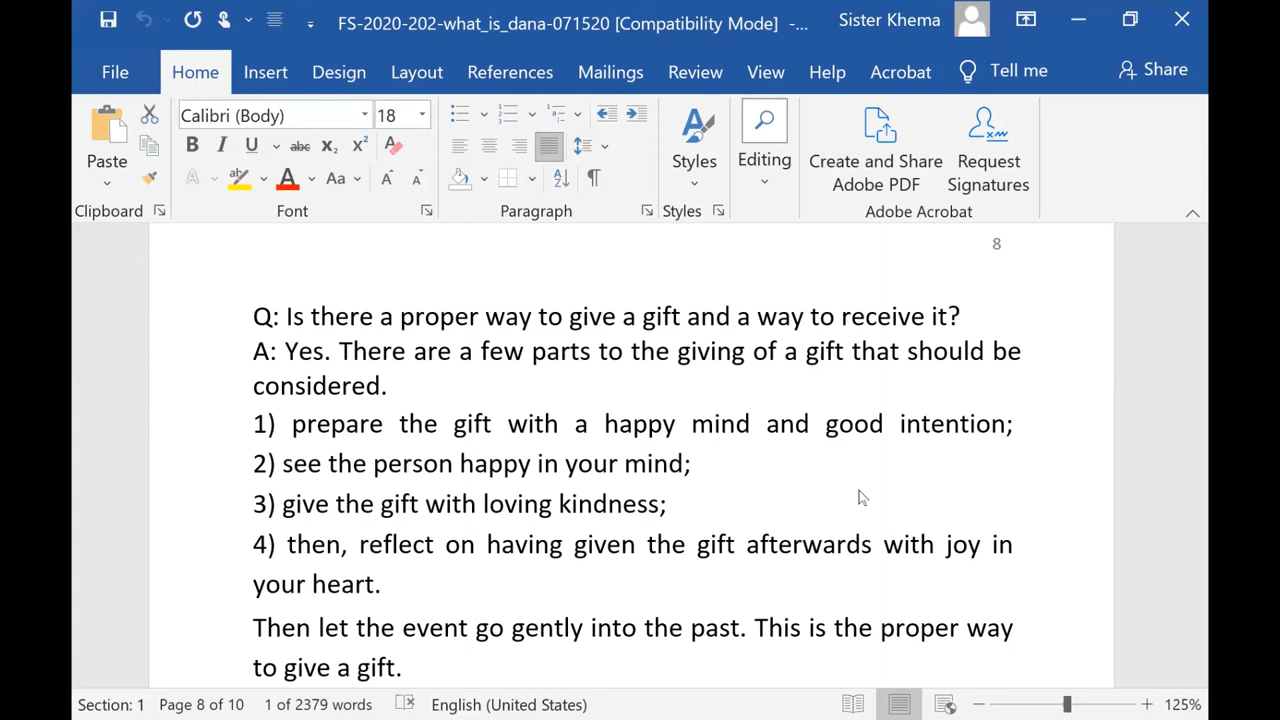 FS-2020-202-what_is_dana-071520 [Compatibility Mode] -... Sister Khema
File Home Insert Design Layout References Mailings Review View Help Acrobat Tell me Share
Calibri (Body) 18
Paste
B I U abc X2 X2
A ab A Aa A A
Styles
Editing
Create and Share Adobe PDF
Request Signatures
Clipboard Font Paragraph Styles Adobe Acrobat
8
Q: Is there a proper way to give a gift and a way to receive it?
A: Yes. There are a few parts to the giving of a gift that should be
considered.
1) prepare the gift with a happy mind and good intention;
2) see the person happy in your mind;
3) give the gift with loving kindness;
4) then, reflect on having given the gift afterwards with joy in
your heart.
Then let the event go gently into the past. This is the proper way
to give a gift.
Section: 1 Page 8 of 10 1 of 2379 words English (United States) 125%